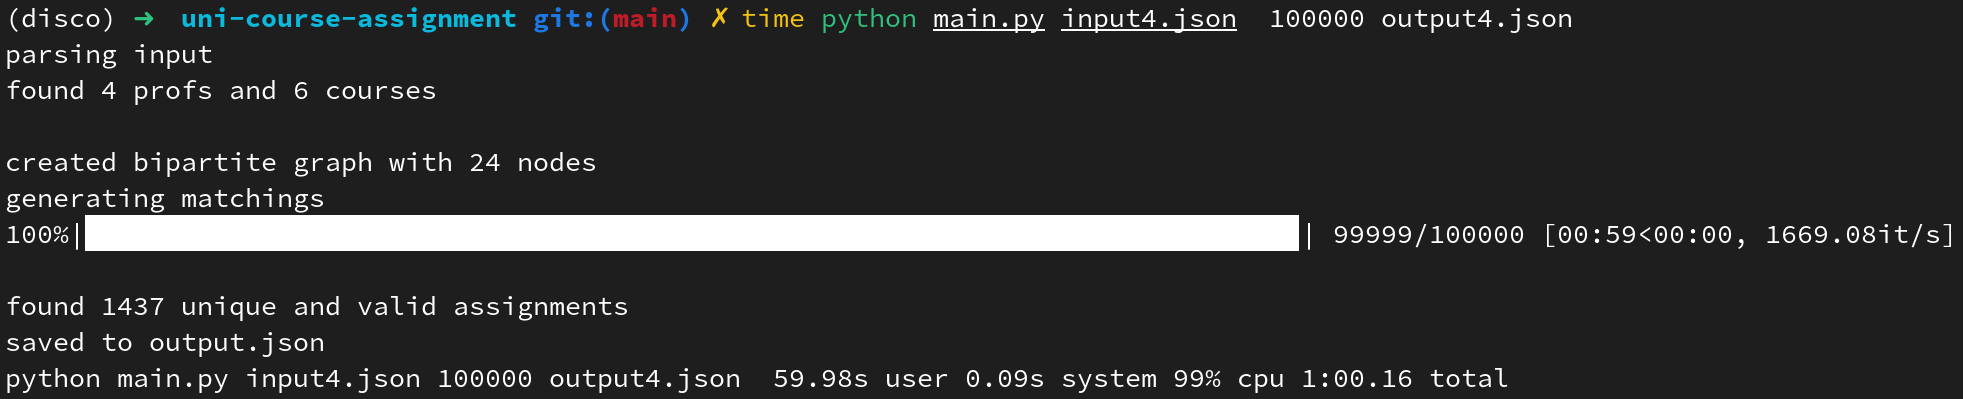 (disco) ➜  uni-course-assignment git:(main) ✗ time python main.py input4.json  100000 output4.json
parsing input
found 4 profs and 6 courses
created bipartite graph with 24 nodes
generating matchings
100%| | 99999/100000 [00:59<00:00, 1669.08it/s]
found 1437 unique and valid assignments
saved to output.json
python main.py input4.json 100000 output4.json  59.98s user 0.09s system 99% cpu 1:00.16 total